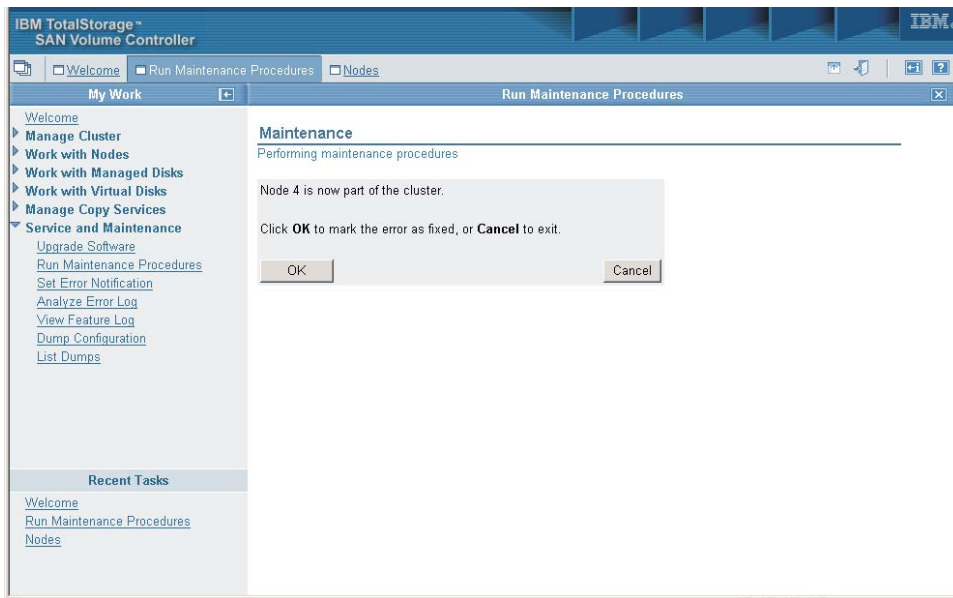 IBM TotalStorage™
SAN Volume Controller
IBM.
Welcome
Run Maintenance Procedures
Nodes
My Work
Run Maintenance Procedures
Welcome
Manage Cluster
Work with Nodes
Work with Managed Disks
Work with Virtual Disks
Manage Copy Services
Service and Maintenance
Upgrade Software
Run Maintenance Procedures
Set Error Notification
Analyze Error Log
View Feature Log
Dump Configuration
List Dumps
Maintenance
Performing maintenance procedures
Node 4 is now part of the cluster.
Click OK to mark the error as fixed, or Cancel to exit.
OK
Cancel
Recent Tasks
Welcome
Run Maintenance Procedures
Nodes